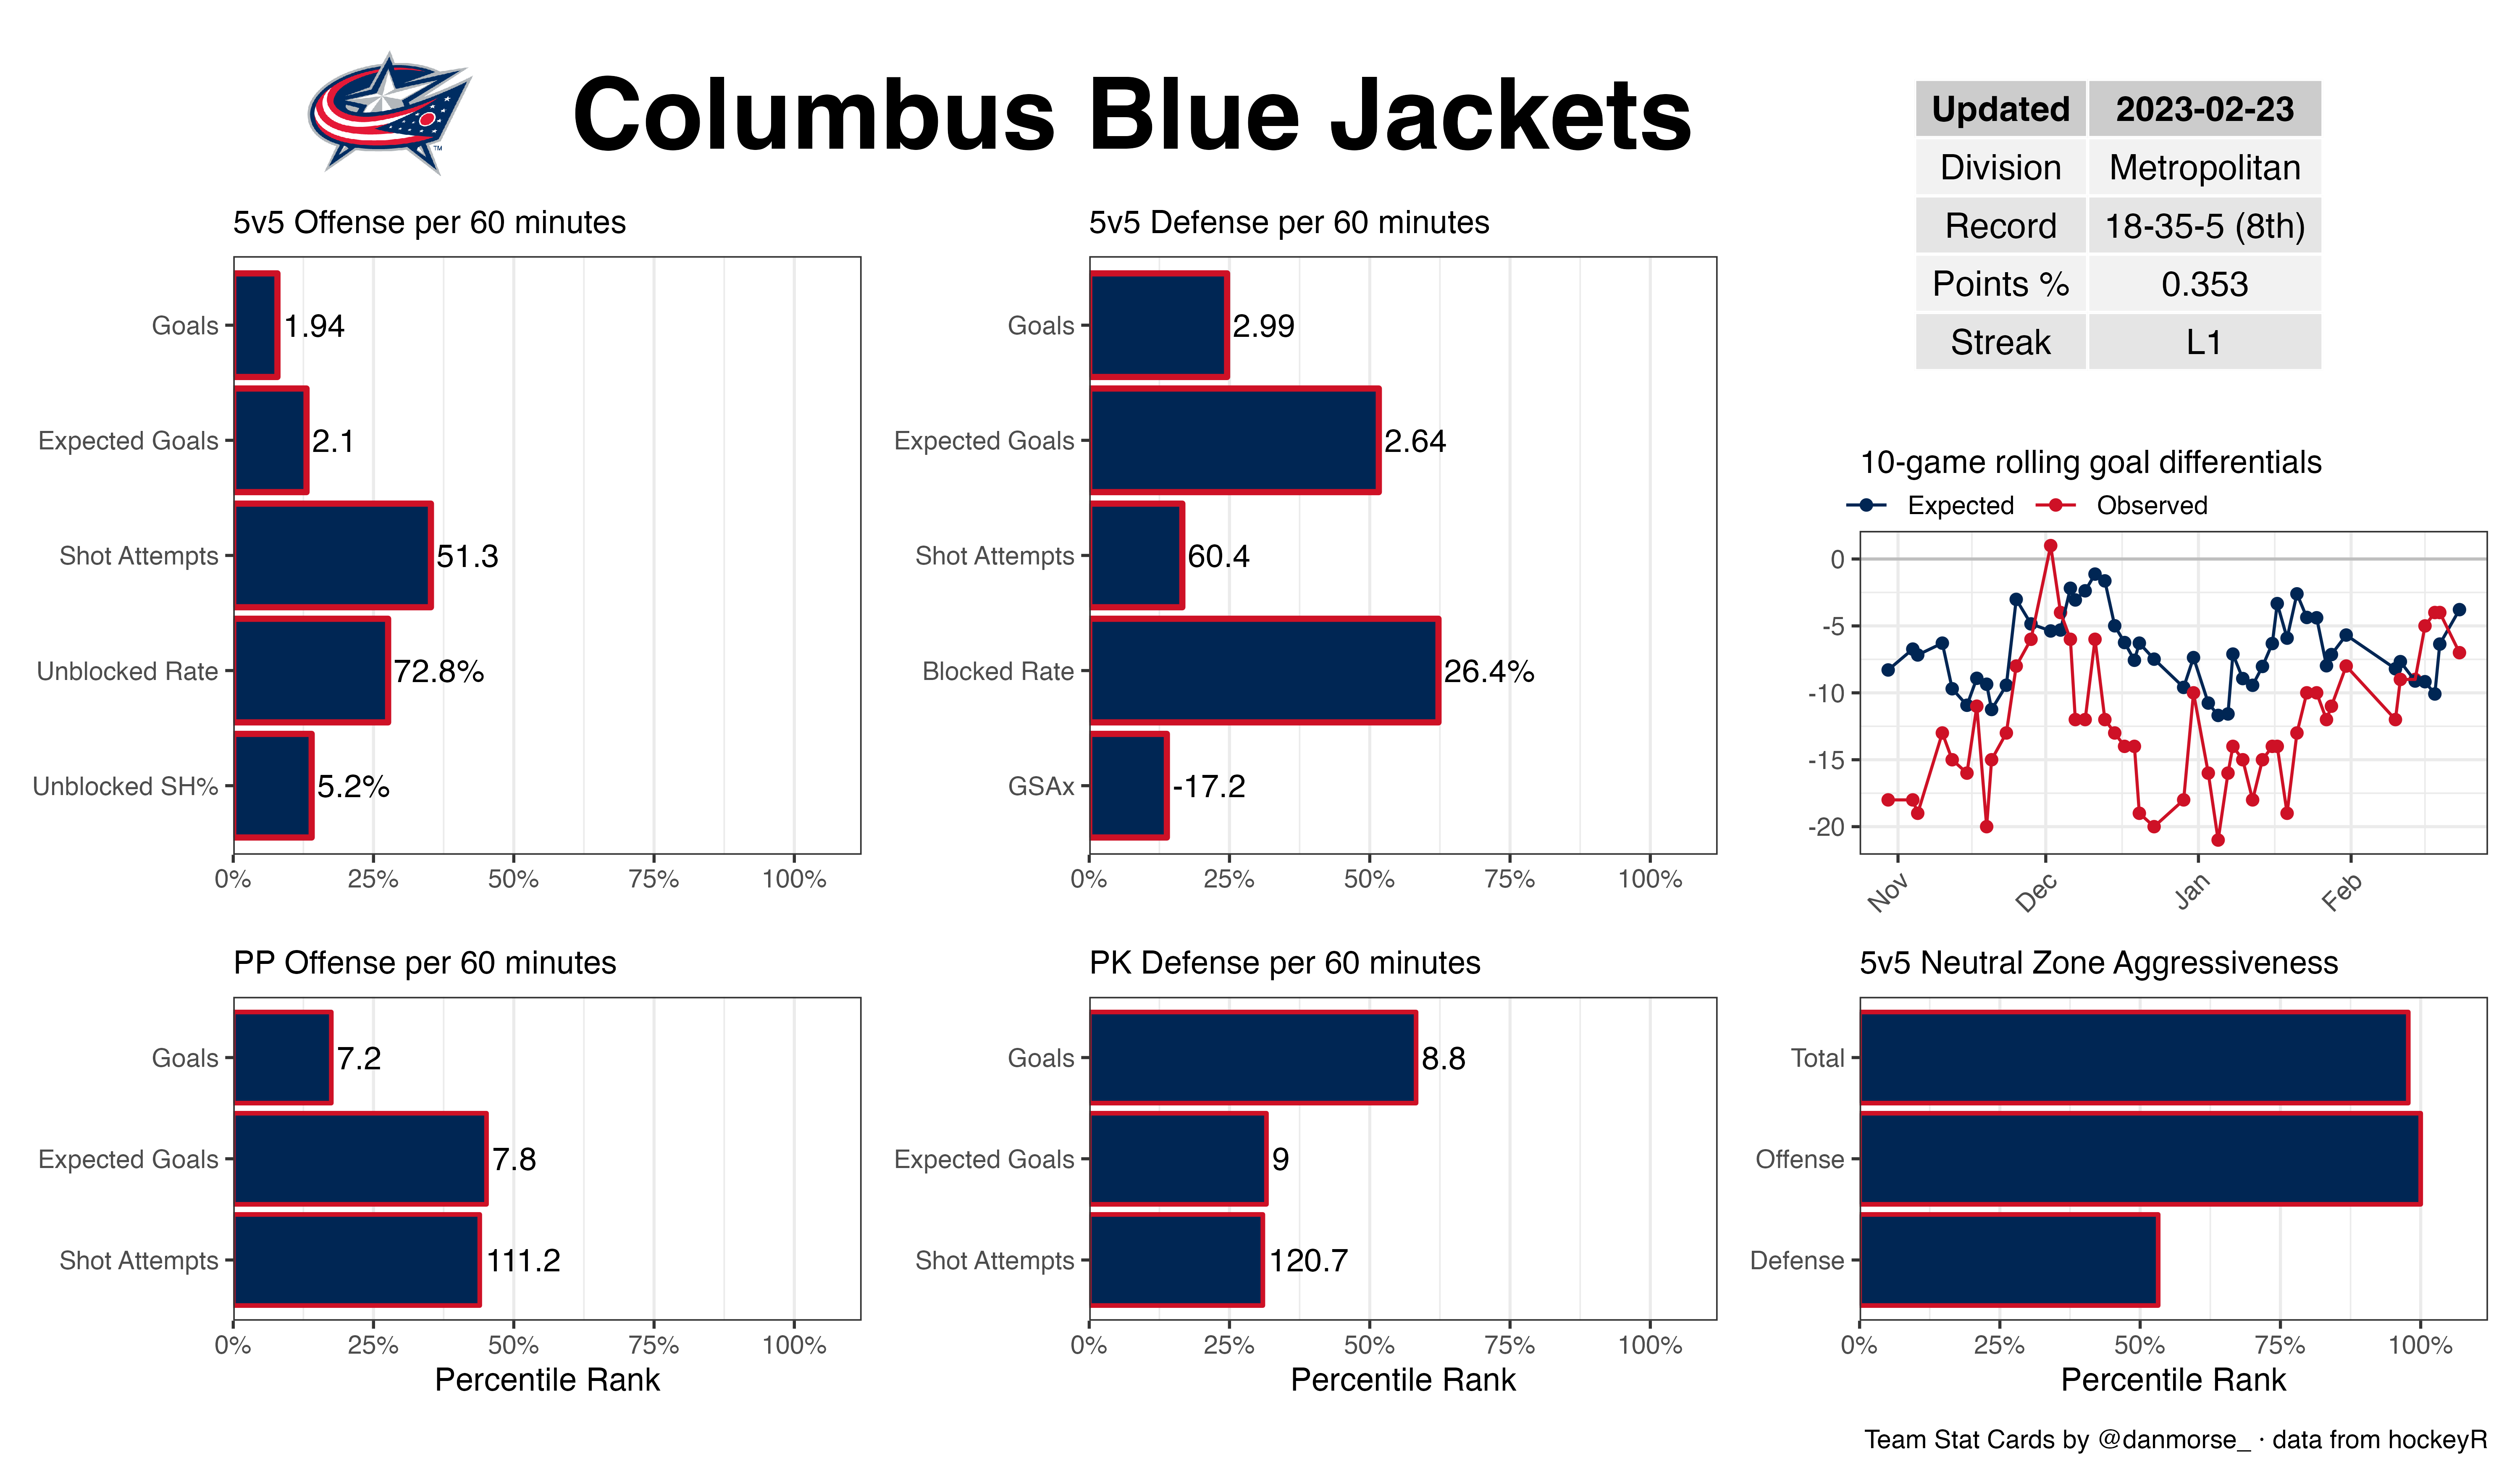 Columbus Blue Jackets
TM
Updated 2023-02-23
Division Metropolitan
Record 18-35-5 (8th)
Points % 0.353
Streak L1
5v5 Offense per 60 minutes
Goals 1.94
Expected Goals 2.1
Shot Attempts 51.3
Unblocked Rate 72.8%
Unblocked SH% 5.2%
0% 25% 50% 75% 100%
5v5 Defense per 60 minutes
Goals 2.99
Expected Goals 2.64
Shot Attempts 60.4
Blocked Rate 26.4%
GSAx -17.2
0% 25% 50% 75% 100%
10-game rolling goal differentials
Expected Observed
0
-5
-10
-15
-20
Nov Dec Jan Feb
PP Offense per 60 minutes
Goals 7.2
Expected Goals 7.8
Shot Attempts 111.2
0% 25% 50% 75% 100%
Percentile Rank
PK Defense per 60 minutes
Goals 8.8
Expected Goals 9
Shot Attempts 120.7
0% 25% 50% 75% 100%
Percentile Rank
5v5 Neutral Zone Aggressiveness
Total
Offense
Defense
0% 25% 50% 75% 100%
Percentile Rank
Team Stat Cards by @danmorse_ · data from hockeyR